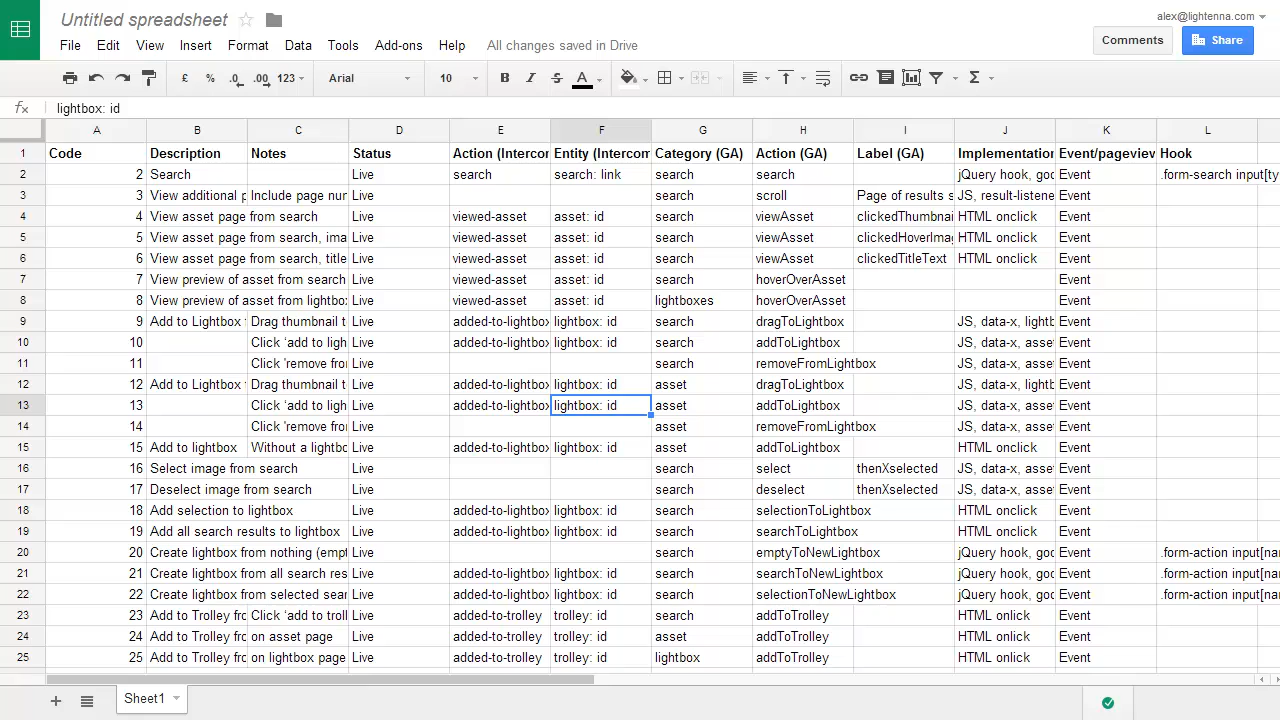 Untitled spreadsheet
alex@lightenna.com
File Edit View Insert Format Data Tools Add-ons Help All changes saved in Drive
Comments Share
£ % .0 .00 123 Arial 10 B I S A Σ
fx lightbox: id
A B C D E F G H I J K L
1 Code Description Notes Status Action (Intercom Entity (Intercom Category (GA) Action (GA) Label (GA) Implementation Event/pageview Hook
2 2 Search Live search search: link search search jQuery hook, goo Event .form-search input[ty
3 3 View additional p Include page num Live search scroll Page of results s JS, result-listene Event
4 4 View asset page from search Live viewed-asset asset: id search viewAsset clickedThumbnai HTML onclick Event
5 5 View asset page from search, ima Live viewed-asset asset: id search viewAsset clickedHoverImag HTML onclick Event
6 6 View asset page from search, title Live viewed-asset asset: id search viewAsset clickedTitleText HTML onclick Event
7 7 View preview of asset from search Live viewed-asset asset: id search hoverOverAsset Event
8 8 View preview of asset from lightbo Live viewed-asset asset: id lightboxes hoverOverAsset Event
9 9 Add to Lightbox Drag thumbnail t Live added-to-lightbox lightbox: id search dragToLightbox JS, data-x, lightb Event
10 10 Click 'add to ligh Live added-to-lightbox lightbox: id search addToLightbox JS, data-x, asse Event
11 11 Click 'remove fro Live search removeFromLightbox JS, data-x, asse Event
12 12 Add to Lightbox Drag thumbnail t Live added-to-lightbox lightbox: id asset dragToLightbox JS, data-x, lightb Event
13 13 Click 'add to ligh Live added-to-lightbox lightbox: id asset addToLightbox JS, data-x, asse Event
14 14 Click 'remove fro Live asset removeFromLightbox JS, data-x, asse Event
15 15 Add to lightbox Without a lightbo Live added-to-lightbox lightbox: id asset addToLightbox HTML onclick Event
16 16 Select image from search Live search select thenXselected JS, data-x, asse Event
17 17 Deselect image from search Live search deselect thenXselected JS, data-x, asse Event
18 18 Add selection to lightbox Live added-to-lightbox lightbox: id search selectionToLightbox HTML onclick Event
19 19 Add all search results to lightbox Live added-to-lightbox lightbox: id search searchToLightbox HTML onclick Event
20 20 Create lightbox from nothing (empt Live search emptyToNewLightbox jQuery hook, goo Event .form-action input[nam
21 21 Create lightbox from all search res Live added-to-lightbox lightbox: id search searchToNewLightbox jQuery hook, goo Event .form-action input[nam
22 22 Create lightbox from selected sear Live added-to-lightbox lightbox: id search selectionToNewLightbox jQuery hook, goo Event .form-action input[nam
23 23 Add to Trolley fro Click 'add to troll Live added-to-trolley trolley: id search addToTrolley HTML onlick Event
24 24 Add to Trolley fro on asset page Live added-to-trolley trolley: id asset addToTrolley HTML onlick Event
25 25 Add to Trolley fro on lightbox page Live added-to-trolley trolley: id lightbox addToTrolley HTML onlick Event
Sheet1